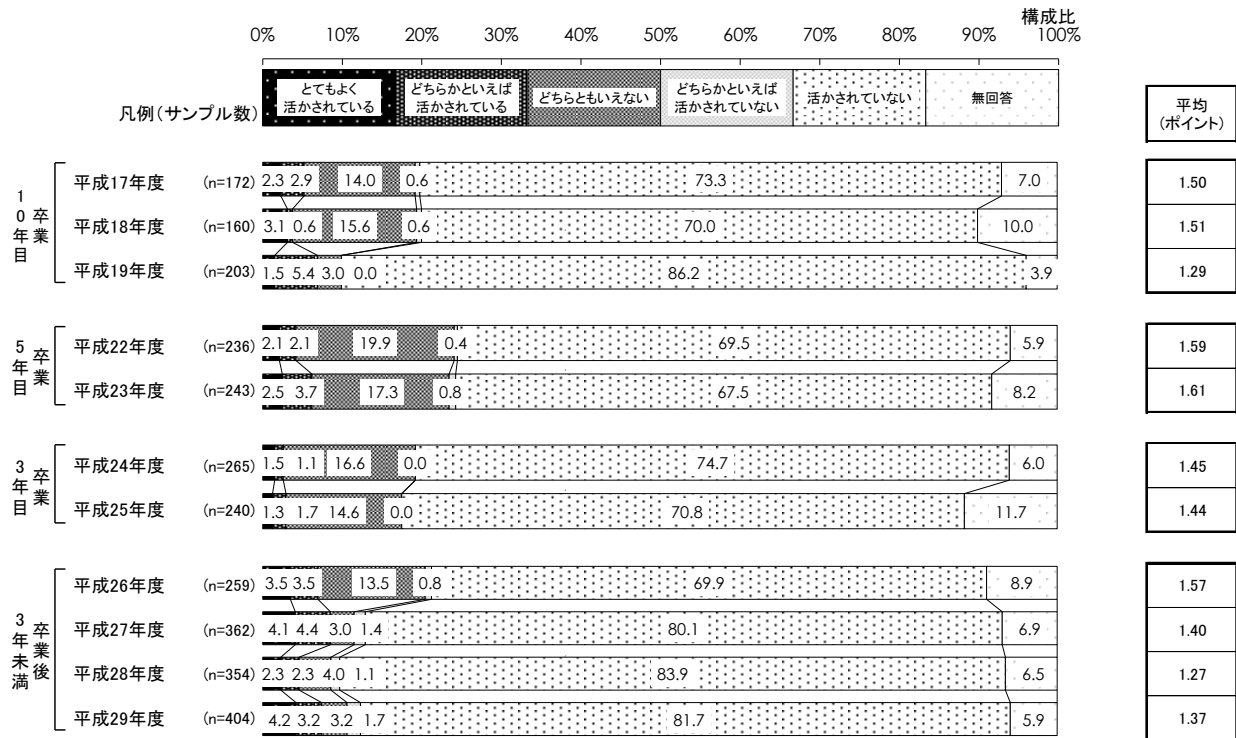 構成比
0% 10% 20% 30% 40% 50% 60% 70% 80% 90% 100%
凡例(サンプル数)
とてもよく
活かされている
どちらかといえば
活かされている
どちらともいえない
どちらかといえば
活かされていない
活かされていない
無回答
平均
(ポイント)
卒業
10年目
平成17年度 (n=172) 2.3 2.9 14.0 0.6 73.3 7.0 1.50
平成18年度 (n=160) 3.1 0.6 15.6 0.6 70.0 10.0 1.51
平成19年度 (n=203) 1.5 5.4 3.0 0.0 86.2 3.9 1.29
卒業
5年目
平成22年度 (n=236) 2.1 2.1 19.9 0.4 69.5 5.9 1.59
平成23年度 (n=243) 2.5 3.7 17.3 0.8 67.5 8.2 1.61
卒業
3年目
平成24年度 (n=265) 1.5 1.1 16.6 0.0 74.7 6.0 1.45
平成25年度 (n=240) 1.3 1.7 14.6 0.0 70.8 11.7 1.44
卒業後
3年未満
平成26年度 (n=259) 3.5 3.5 13.5 0.8 69.9 8.9 1.57
平成27年度 (n=362) 4.1 4.4 3.0 1.4 80.1 6.9 1.40
平成28年度 (n=354) 2.3 2.3 4.0 1.1 83.9 6.5 1.27
平成29年度 (n=404) 4.2 3.2 3.2 1.7 81.7 5.9 1.37